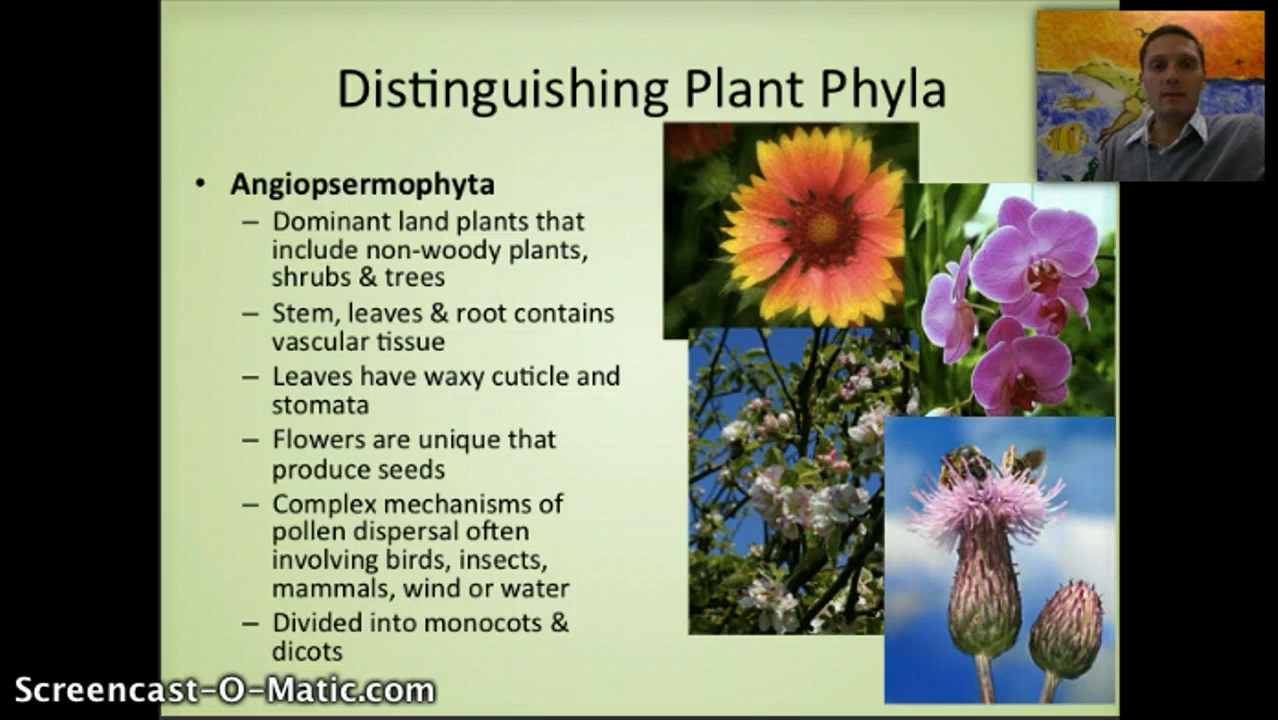 Distinguishing Plant Phyla
• Angiopsermophyta
– Dominant land plants that
include non-woody plants,
shrubs & trees
– Stem, leaves & root contains
vascular tissue
– Leaves have waxy cuticle and
stomata
– Flowers are unique that
produce seeds
– Complex mechanisms of
pollen dispersal often
involving birds, insects,
mammals, wind or water
– Divided into monocots &
dicots
Screencast-O-Matic.com